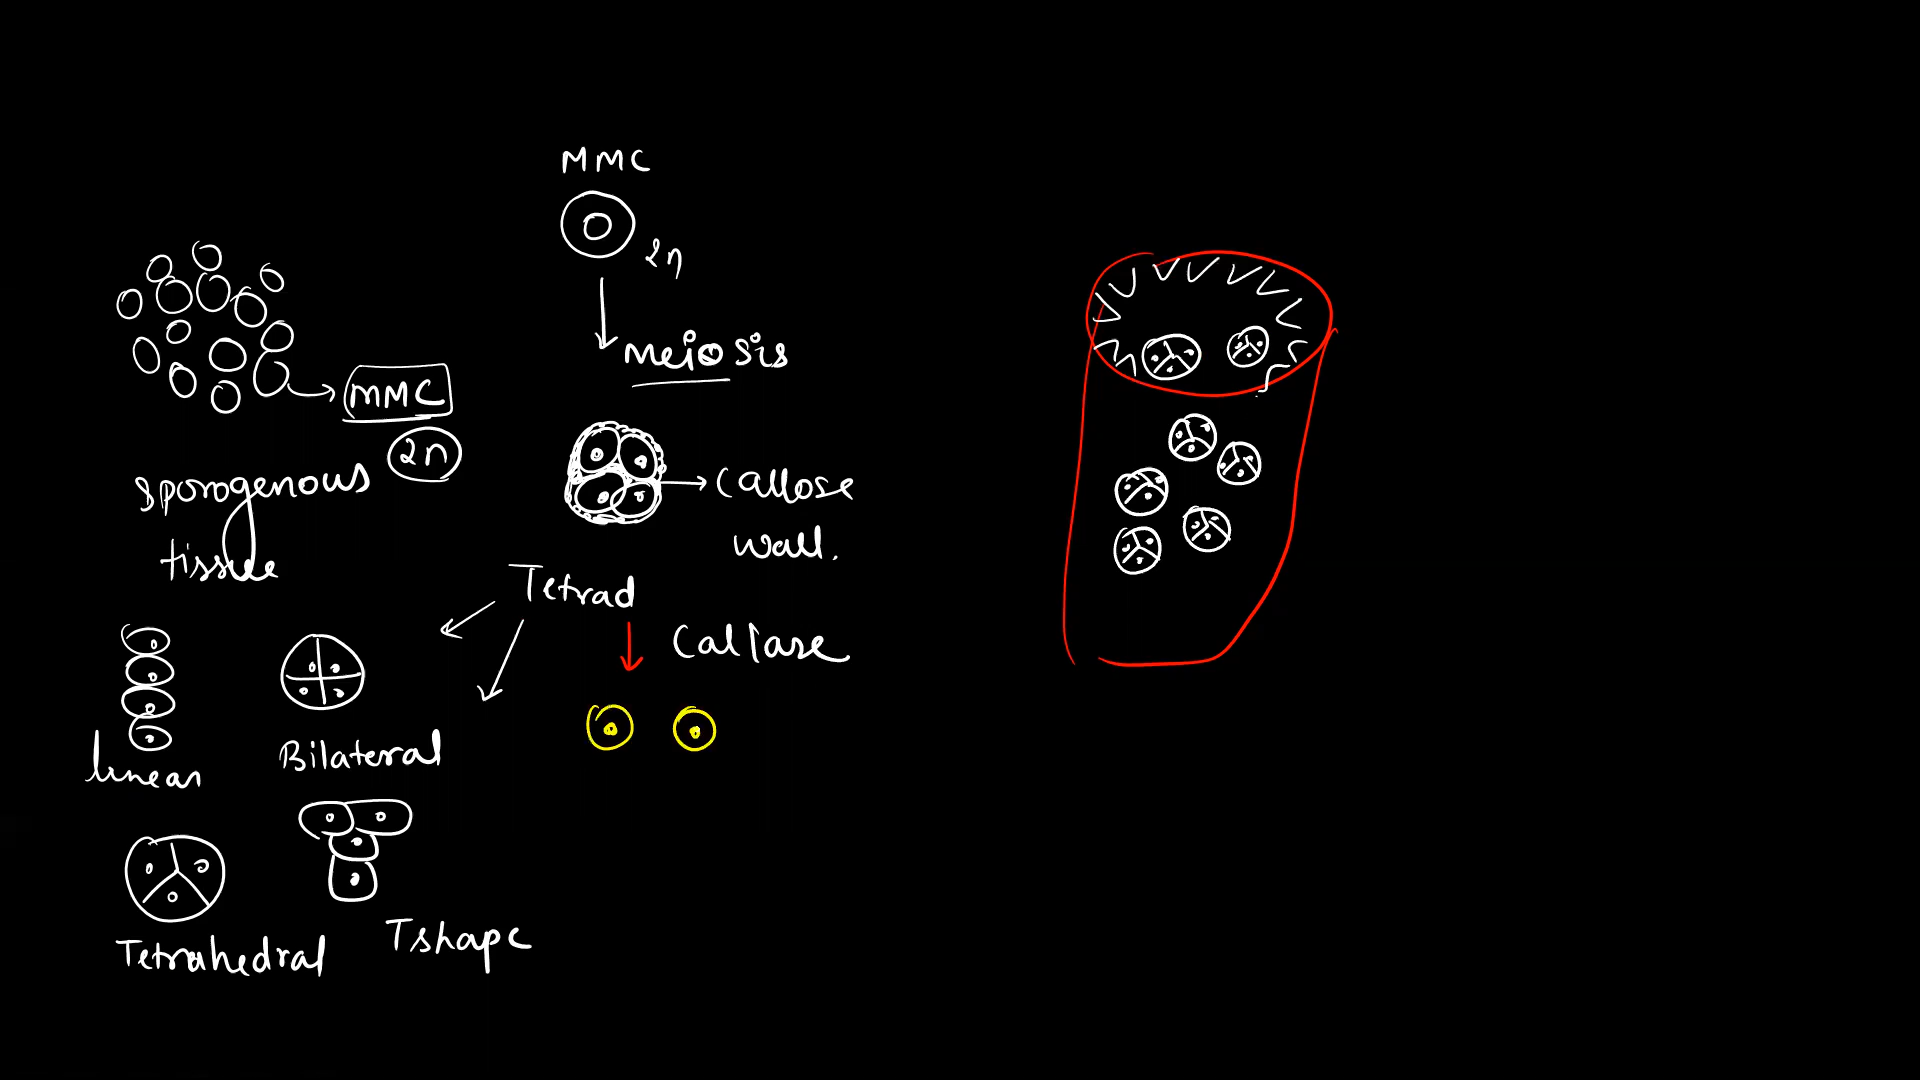 MMC
2n
meiosis
MMC
2n
sporogenous
tissue
callose
wall.
Tetrad
Callase
linear
Bilateral
Tetrahedral
Tshape